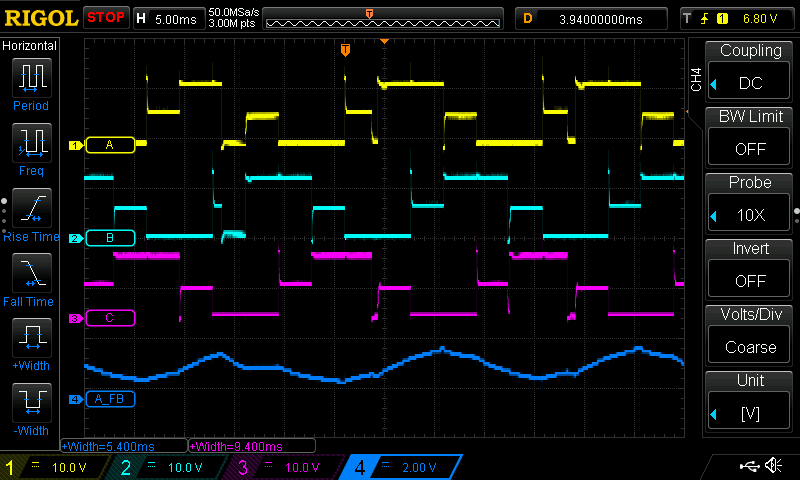 RIGOL STOP H 5.00ms 50.0MSa/s 3.00M pts T D 3.94000000ms T 1 6.80 V
Horizontal
Period
Freq
Rise Time
Fall Time
+Width
-Width
T
1 A
2 B
3 C
4 A_FB
+Width=5.400ms +Width=9.400ms
1 10.0 V 2 10.0 V 3 10.0 V 4 2.00 V
CH4
Coupling
DC
BW Limit
OFF
Probe
10X
Invert
OFF
Volts/Div
Coarse
Unit
[V]